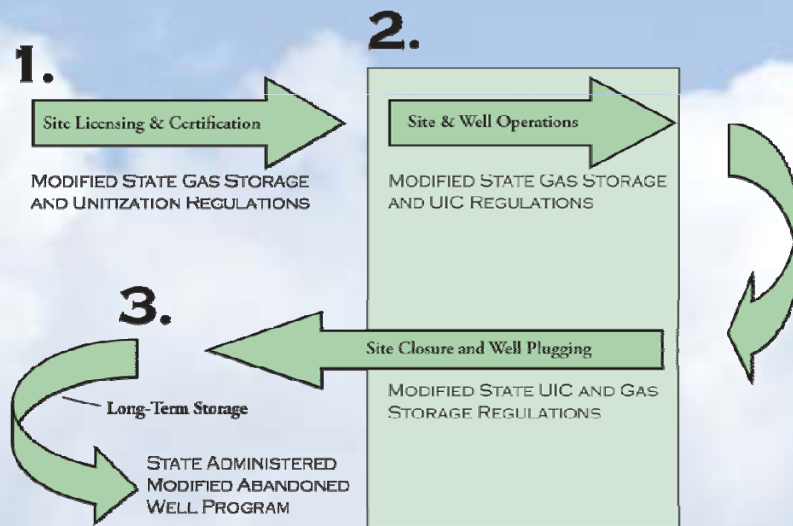 1.
Site Licensing & Certification
MODIFIED STATE GAS STORAGE
AND UNITIZATION REGULATIONS
2.
Site & Well Operations
MODIFIED STATE GAS STORAGE
AND UIC REGULATIONS
Site Closure and Well Plugging
MODIFIED STATE UIC AND GAS
STORAGE REGULATIONS
3.
Long-Term Storage
STATE ADMINISTERED
MODIFIED ABANDONED
WELL PROGRAM